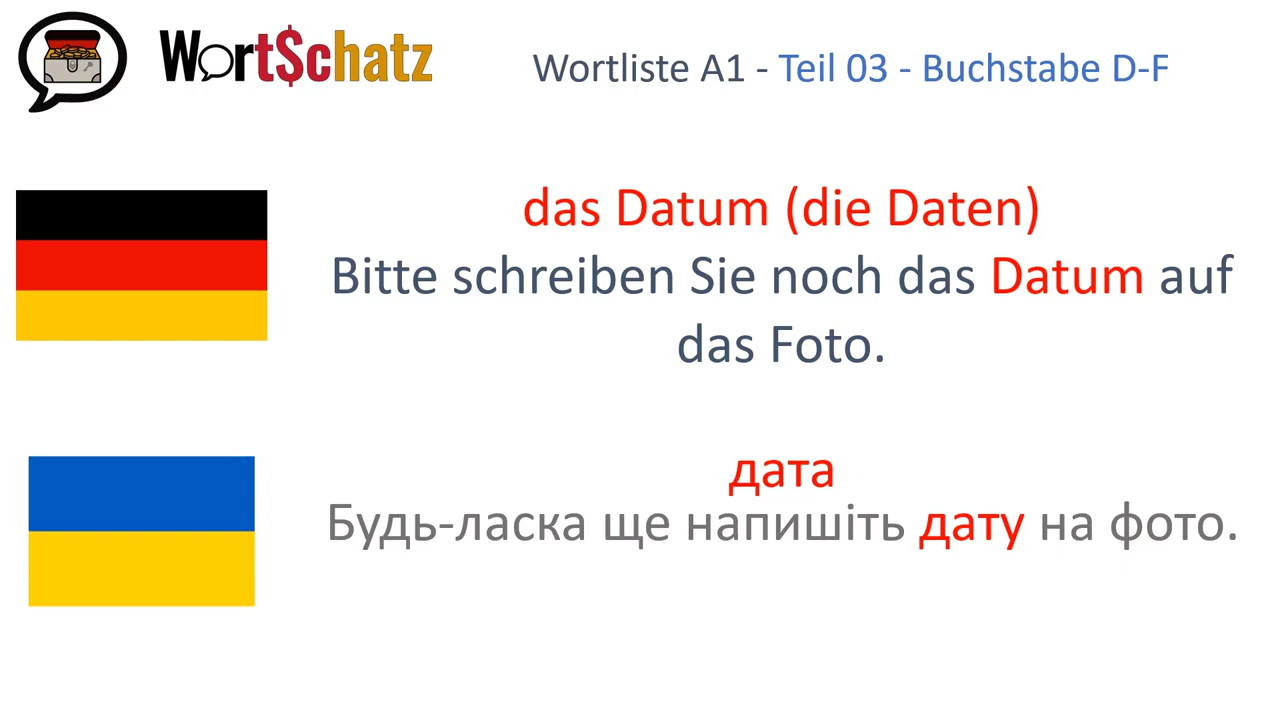 Wort$chatz
Wortliste A1 - Teil 03 - Buchstabe D-F
das Datum (die Daten)
Bitte schreiben Sie noch das Datum auf
das Foto.
дата
Будь-ласка ще напишіть дату на фото.